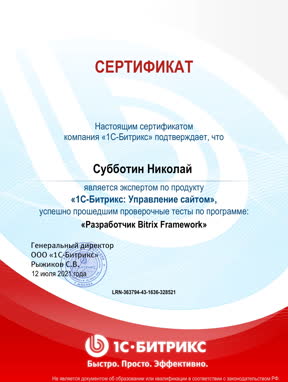 СЕРТИФИКАТ
Настоящим сертификатом
компания «1С-Битрикс» подтверждает, что
Субботин Николай
является экспертом по продукту
«1С-Битрикс: Управление сайтом»,
успешно прошедшим проверочные тесты по программе:
«Разработчик Bitrix Framework»
Генеральный директор
ООО «1С-Битрикс»
Рыжиков С.В.
12 июля 2021 года
LRN-363794-43-1636-328521
1С-БИТРИКС
Быстро. Просто. Эффективно.
Не является документом об образовании или квалификации в соответствии с законодательством РФ